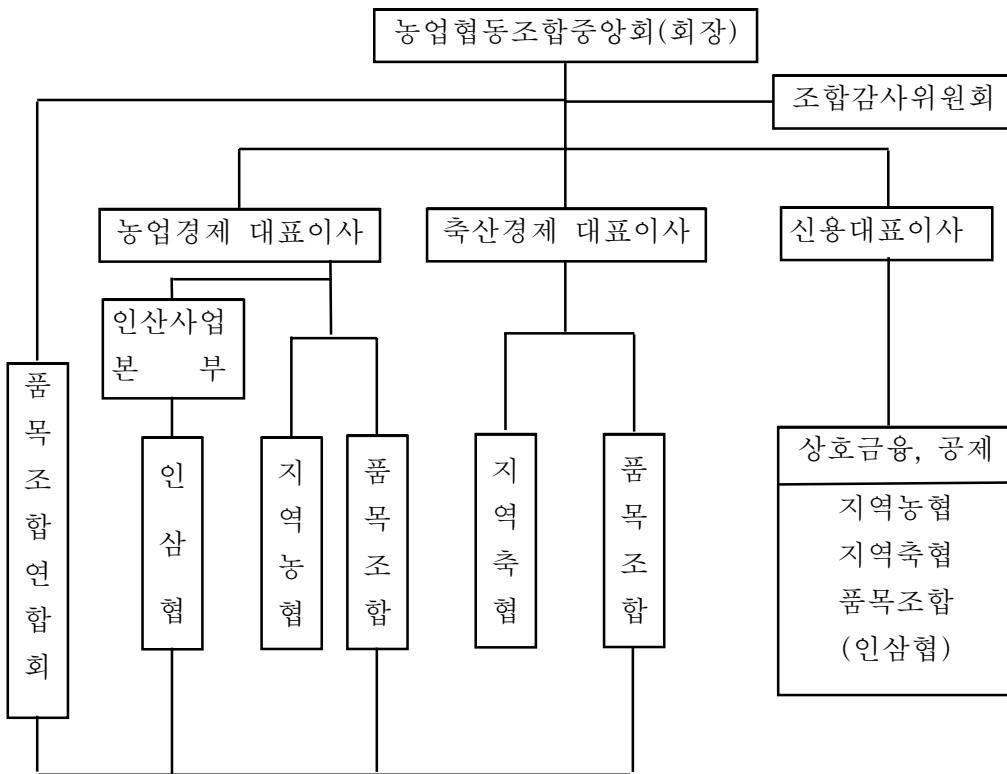 농업협동조합중앙회(회장)
조합감사위원회
농업경제 대표이사
축산경제 대표이사
신용대표이사
인산사업
본 부
품목조합연합회
인삼협
지역농협
품목조합
지역축협
품목조합
상호금융, 공제
지역농협
지역축협
품목조합
(인삼협)